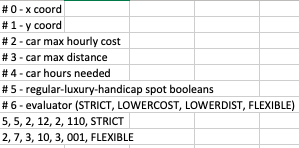 # 0 - x coord
# 1 - y coord
# 2 - car max hourly cost
# 3 - car max distance
# 4 - car hours needed
# 5 - regular-luxury-handicap spot booleans
# 6 - evaluator (STRICT, LOWERCOST, LOWERDIST, FLEXIBLE)
5, 5, 2, 12, 2, 110, STRICT
2, 7, 3, 10, 3, 001, FLEXIBLE